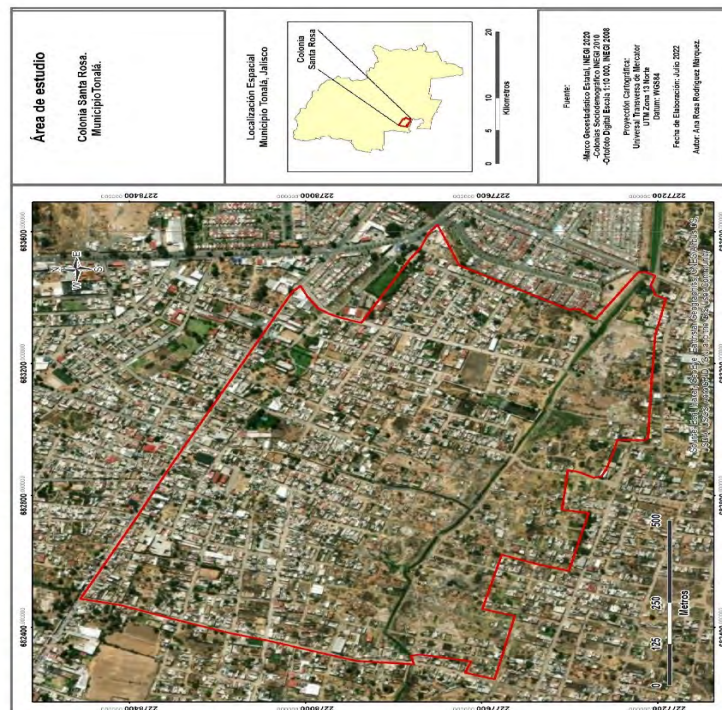 Área de estudio
Colonia Santa Rosa.
Municipio Tonalá.
Localización Espacial
Municipio Tonalá, Jalisco
Colonia
Santa Rosa
0 5 10 20
Kilómetros
Fuente:
-Marco Geoestadístico Estatal, INEGI 2020
-Colonias Sociodemográfico INEGI 2010
-Ortofoto Digital Escala 1:10 000, INEGI 2008
Proyección Cartográfica:
Universal Transversa de Mercator
UTM Zona 13 Norte
Datum: WGS84
Fecha de Elaboración: Julio 2022
Autor: Ana Rosa Rodríguez Márquez.
682400 682800 683200 683600
2278400
2278000
2277600
2277200
N
W E
S
0 125 250 500
Metros
682400 682800